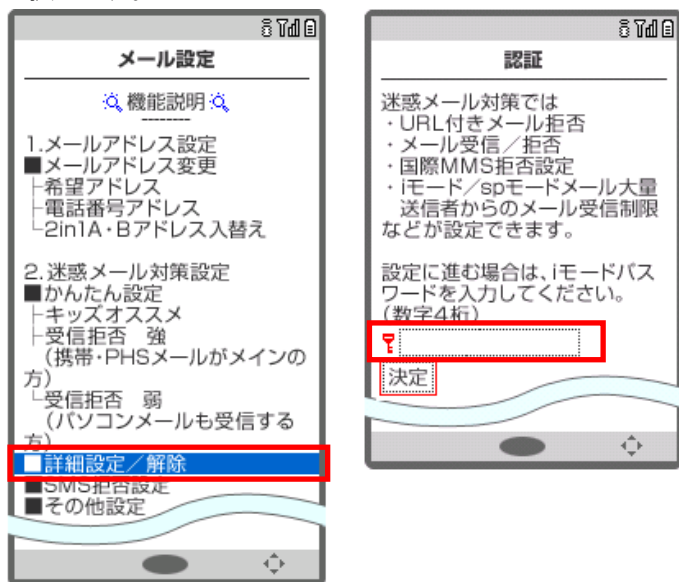 メール設定
機能説明
1.メールアドレス設定
■メールアドレス変更
├希望アドレス
├電話番号アドレス
└2in1A・Bアドレス入替え
2.迷惑メール対策設定
■かんたん設定
├キッズオススメ
├受信拒否　強
（携帯・PHSメールがメインの
方）
└受信拒否　弱
（パソコンメールも受信する
方）
■詳細設定／解除
■SMS拒否設定
■その他設定
認証
迷惑メール対策では
・URL付きメール拒否
・メール受信／拒否
・国際MMS拒否設定
・iモード／spモードメール大量
送信者からのメール受信制限
などが設定できます。
設定に進む場合は、iモードパス
ワードを入力してください。
（数字4桁）
決定